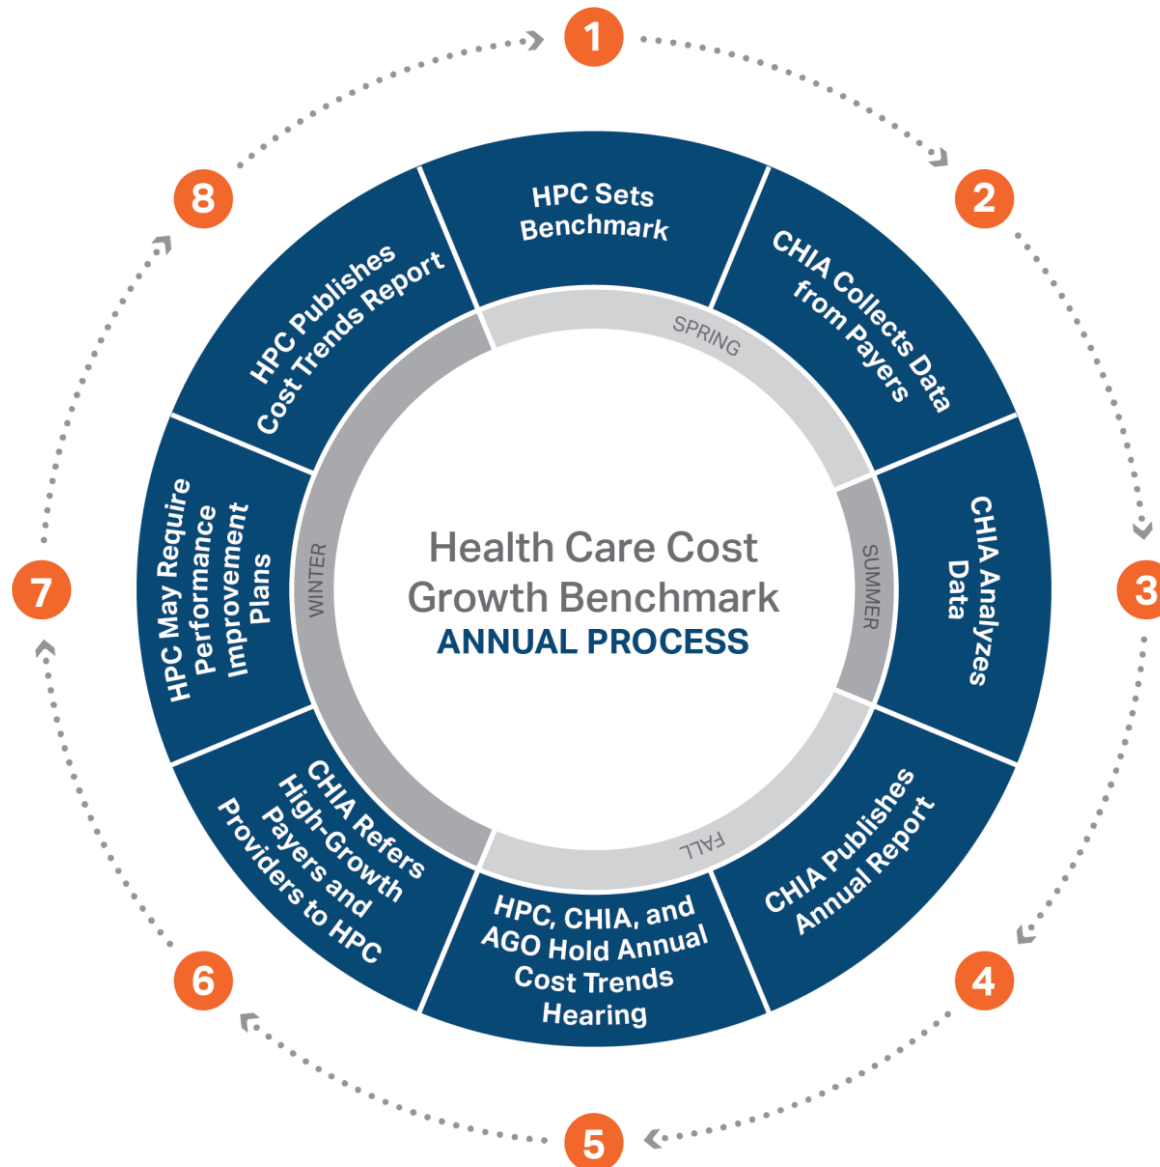 1
HPC Sets
Benchmark
2
CHIA Collects Data
from Payers
3
CHIA Analyzes
Data
4
CHIA Publishes
Annual Report
5
HPC, CHIA, and
AGO Hold Annual
Cost Trends
Hearing
6
CHIA Refers
High-Growth
Payers and
Providers to HPC
7
HPC May Require
Performance
Improvement
Plans
8
HPC Publishes
Cost Trends Report
SPRING
SUMMER
FALL
WINTER
Health Care Cost
Growth Benchmark
ANNUAL PROCESS